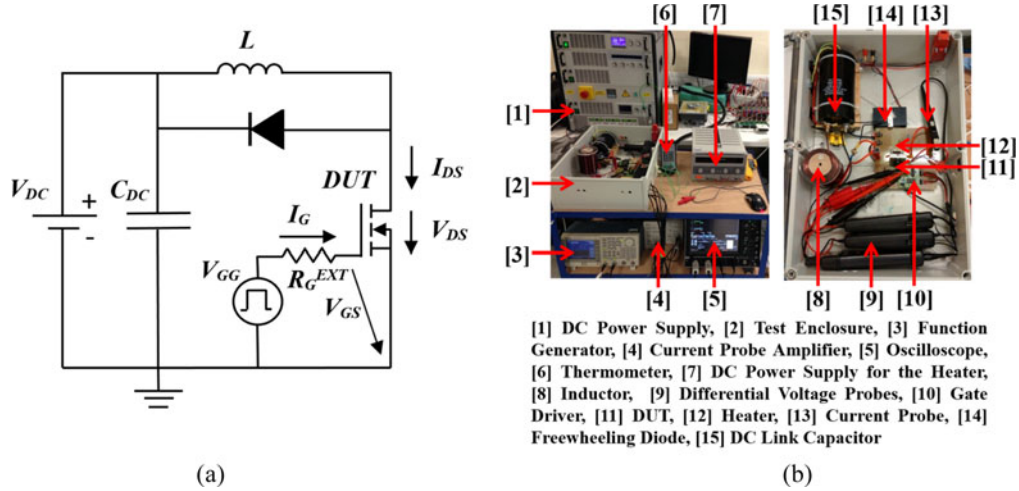 L
V_DC
+
-
C_DC
DUT
I_DS
V_DS
I_G
V_GG
R_G^EXT
V_GS
(a)
[6] [7] [15] [14] [13]
[1]
[2]
[3]
[12]
[11]
[4] [5] [8] [9] [10]
[1] DC Power Supply, [2] Test Enclosure, [3] Function
Generator, [4] Current Probe Amplifier, [5] Oscilloscope,
[6] Thermometer, [7] DC Power Supply for the Heater,
[8] Inductor, [9] Differential Voltage Probes, [10] Gate
Driver, [11] DUT, [12] Heater, [13] Current Probe, [14]
Freewheeling Diode, [15] DC Link Capacitor
(b)